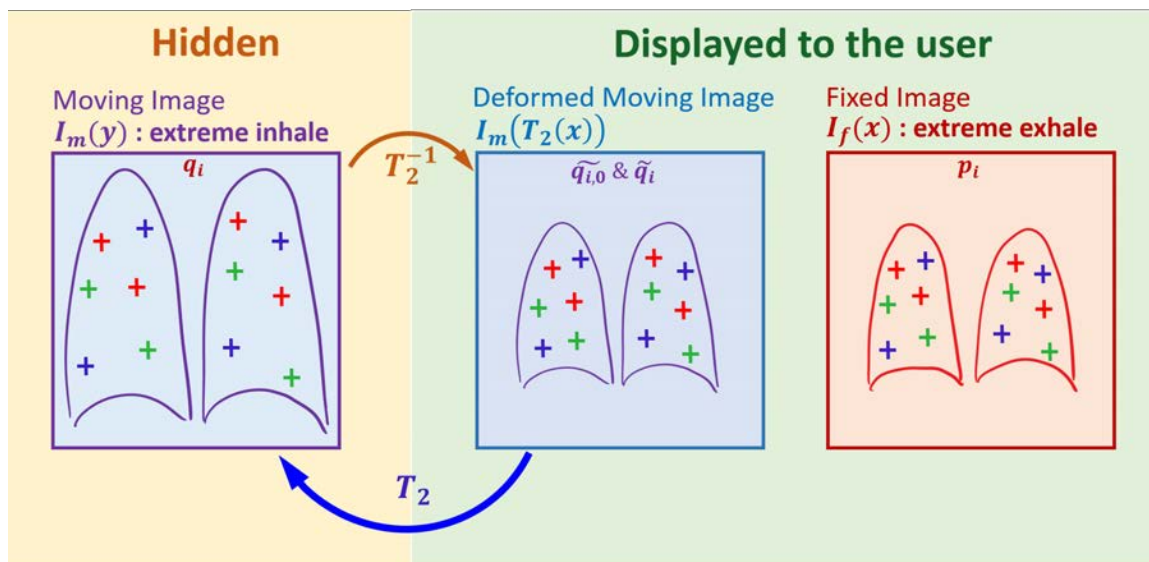 Hidden
Displayed to the user
Moving Image
I_m(y) : extreme inhale
q_i
T_2^{-1}
Deformed Moving Image
I_m(T_2(x))
\widetilde{q_{i,0}} & \tilde{q}_i
Fixed Image
I_f(x) : extreme exhale
p_i
T_2